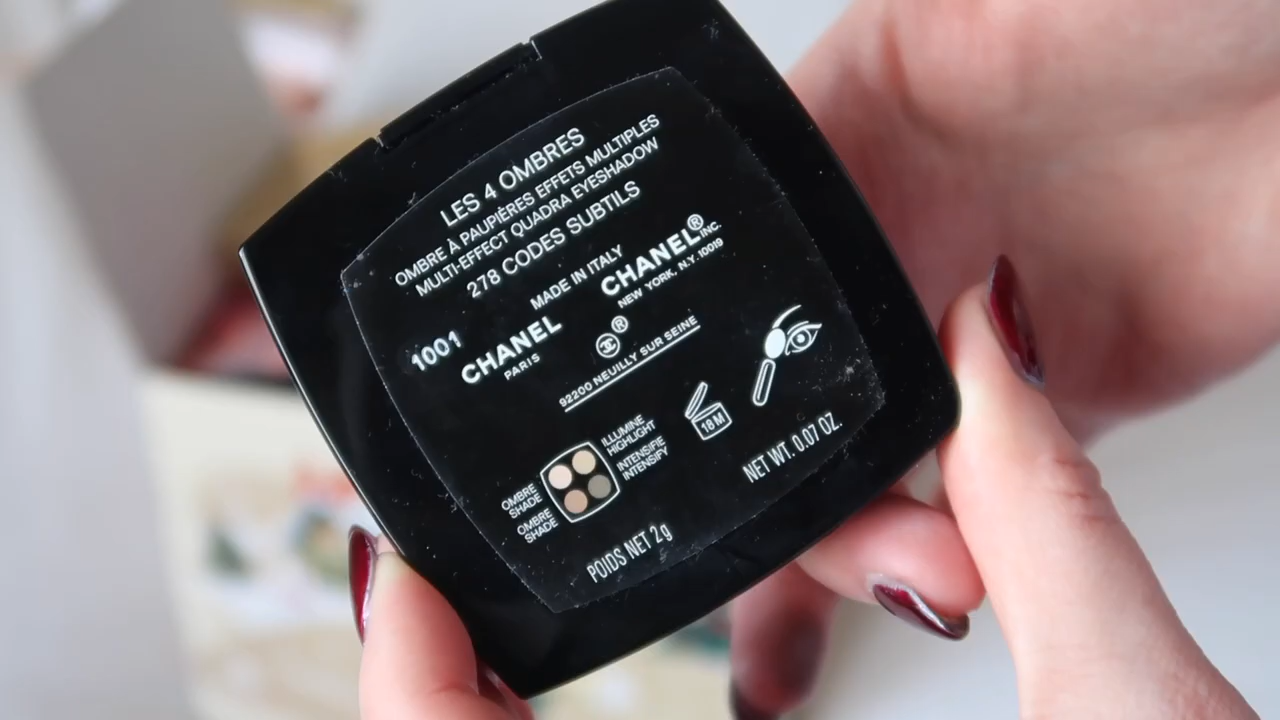 LES 4 OMBRES
OMBRE À PAUPIÈRES EFFETS MULTIPLES
MULTI-EFFECT QUADRA EYESHADOW
278 CODES SUBTILS
MADE IN ITALY
1001
CHANEL
PARIS
CHANEL® INC.
NEW YORK, N.Y. 10019
®
92200 NEUILLY SUR SEINE
ILLUMINE
HIGHLIGHT
INTENSIFIE
INTENSIFY
OMBRE
SHADE
OMBRE
SHADE
18 M
POIDS NET 2g
NET WT. 0.07 OZ.